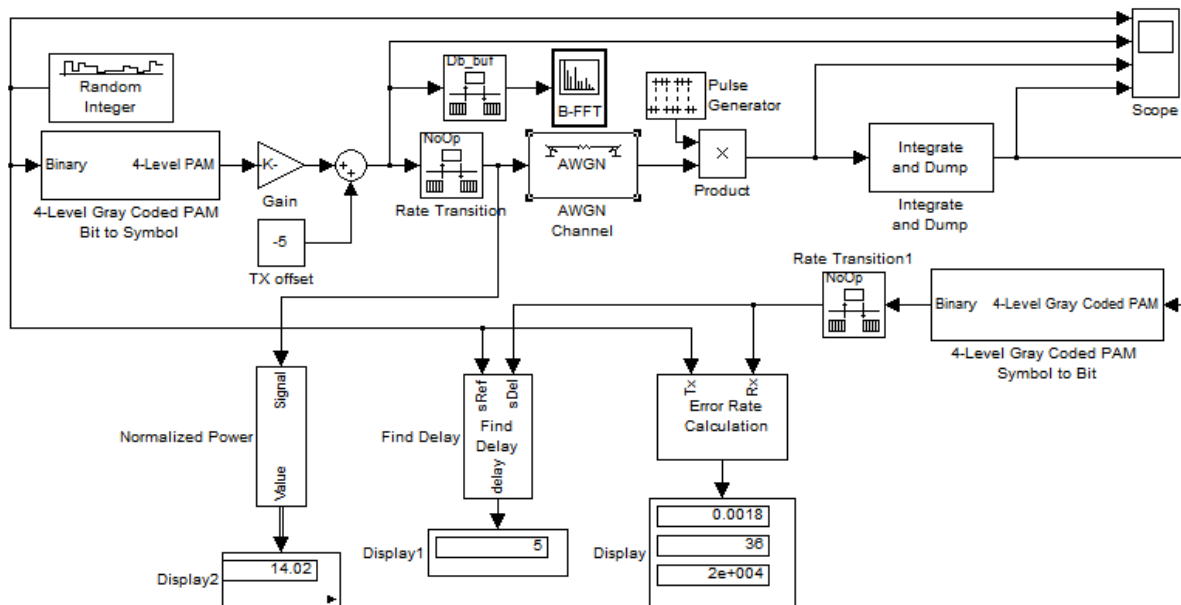 Db_buf
B-FFT
Random
Integer
Pulse
Generator
Scope
Binary
4-Level PAM
4-Level Gray Coded PAM
Bit to Symbol
-K-
Gain
+
+
NoOp
Rate Transition
AWGN
AWGN
Channel
×
Product
Integrate
and Dump
Integrate
and Dump
-5
TX offset
Rate Transition1
NoOp
Binary
4-Level Gray Coded PAM
4-Level Gray Coded PAM
Symbol to Bit
Signal
Value
Normalized Power
sRef
sDel
Find
Delay
delay
Find Delay
Tx
Rx
Error Rate
Calculation
14.02
Display2
5
Display1
0.0018
36
2e+004
Display